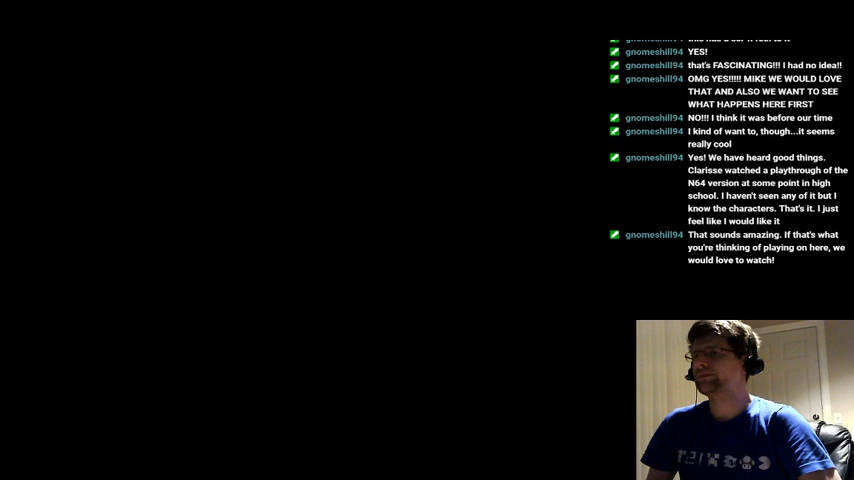 gnomeshill94 YES!
gnomeshill94 that's FASCINATING!!! I had no idea!!
gnomeshill94 OMG YES!!!!! MIKE WE WOULD LOVE
THAT AND ALSO WE WANT TO SEE
WHAT HAPPENS HERE FIRST
gnomeshill94 NO!!! I think it was before our time
gnomeshill94 I kind of want to, though...it seems
really cool
gnomeshill94 Yes! We have heard good things.
Clarisse watched a playthrough of the
N64 version at some point in high
school. I haven't seen any of it but I
know the characters. That's it. I just
feel like I would like it
gnomeshill94 That sounds amazing. If that's what
you're thinking of playing on here, we
would love to watch!